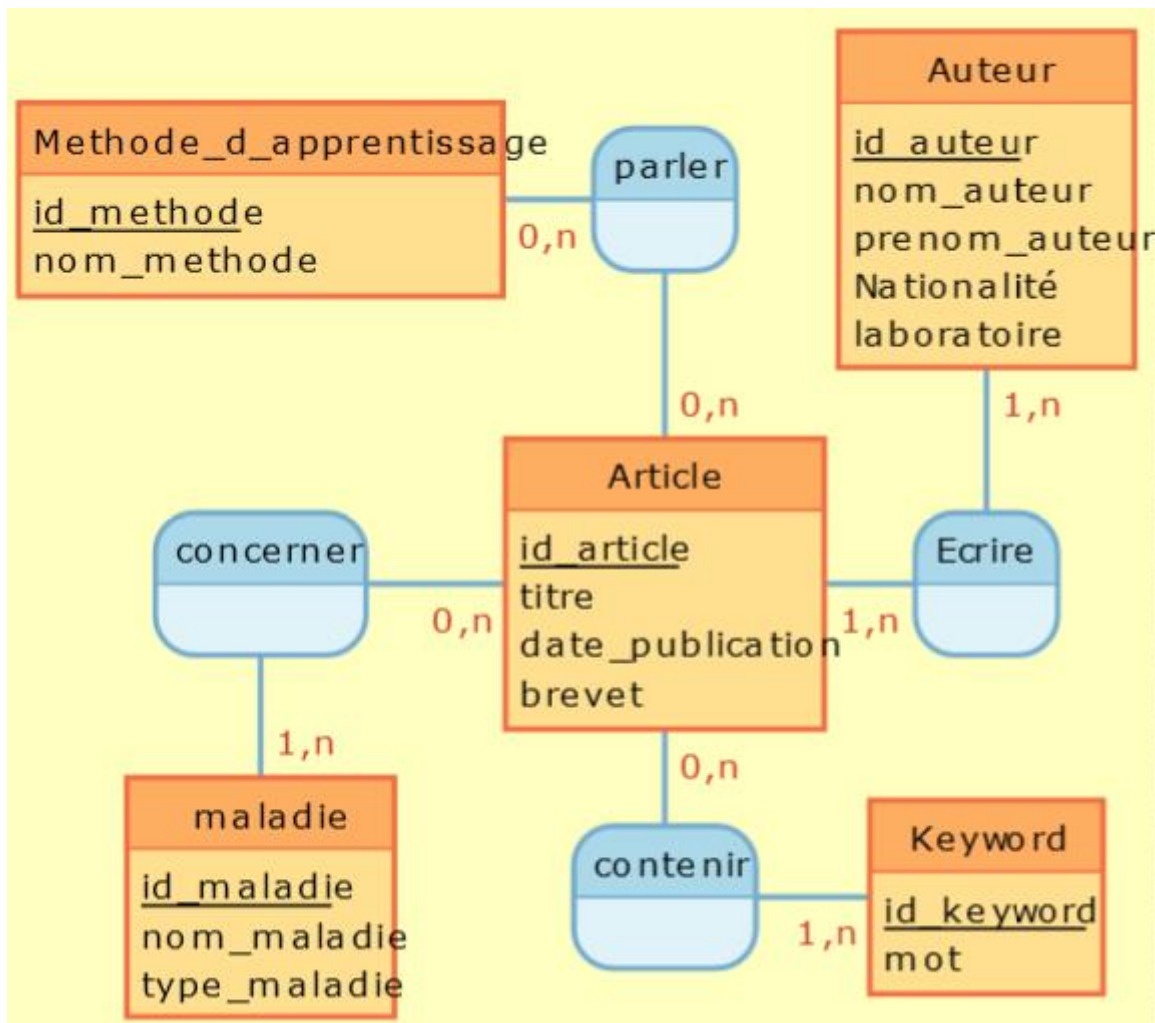 Auteur
id_auteur
nom_auteur
prenom_auteur
Nationalité
laboratoire
Methode_d_apprentissage
id_methode
nom_methode
parler
0,n
0,n
1,n
Article
id_article
titre
date_publication
brevet
concerner
0,n
Ecrire
1,n
1,n
0,n
maladie
id_maladie
nom_maladie
type_maladie
contenir
1,n
Keyword
id_keyword
mot